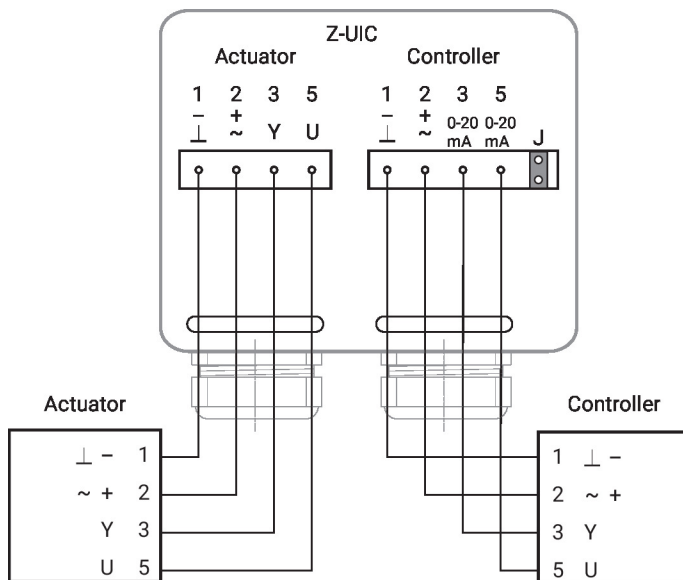 Z-UIC
Actuator Controller
1 2 3 5 1 2 3 5
− + − + 0-20 0-20
⊥ ~ Y U ⊥ ~ mA mA J
Actuator Controller
⊥ − 1 1 ⊥ −
~ + 2 2 ~ +
Y 3 3 Y
U 5 5 U